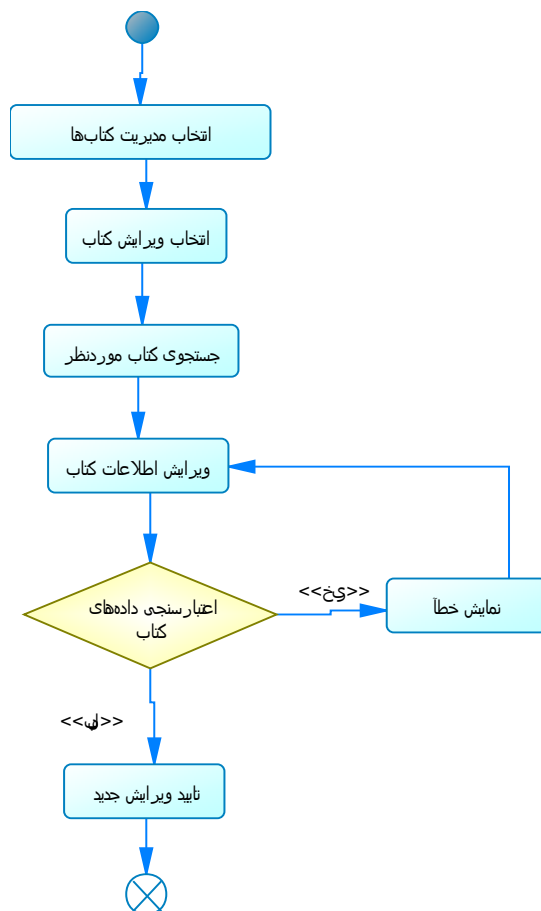 انتخاب مدیریت کتاب‌ها
انتخاب ویرایش کتاب
جستجوی کتاب موردنظر
ویرایش اطلاعات کتاب
اعتبارسنجی داده‌های
کتاب
<<خیر>>
نمایش خطآ
<<بله>>
تایید ویرایش جدید